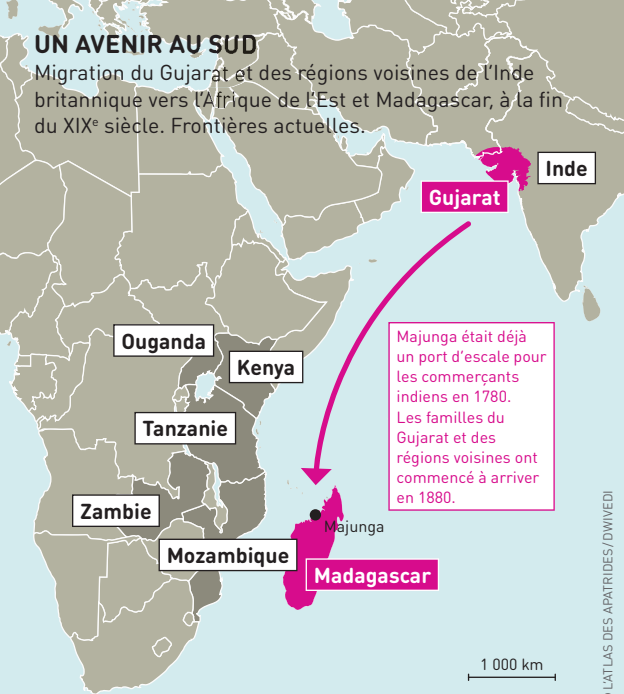 UN AVENIR AU SUD
Migration du Gujarat et des régions voisines de l'Inde
britannique vers l'Afrique de l'Est et Madagascar, à la fin
du XIXᵉ siècle. Frontières actuelles.
Inde
Gujarat
Ouganda
Kenya
Tanzanie
Zambie
Mozambique
Majunga était déjà
un port d'escale pour
les commerçants
indiens en 1780.
Les familles du
Gujarat et des
régions voisines ont
commencé à arriver
en 1880.
Majunga
Madagascar
1 000 km
L'ATLAS DES APATRIDES/DWIVEDI